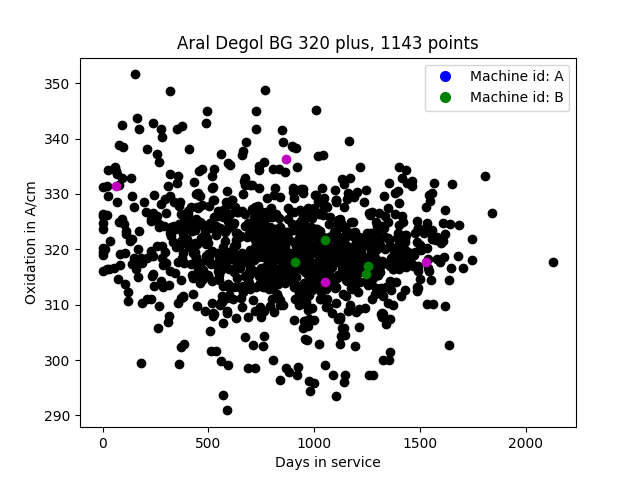 Aral Degol BG 320 plus, 1143 points
Machine id: A
Machine id: B
350
340
330
320
310
300
290
Oxidation in A/cm
0 500 1000 1500 2000
Days in service